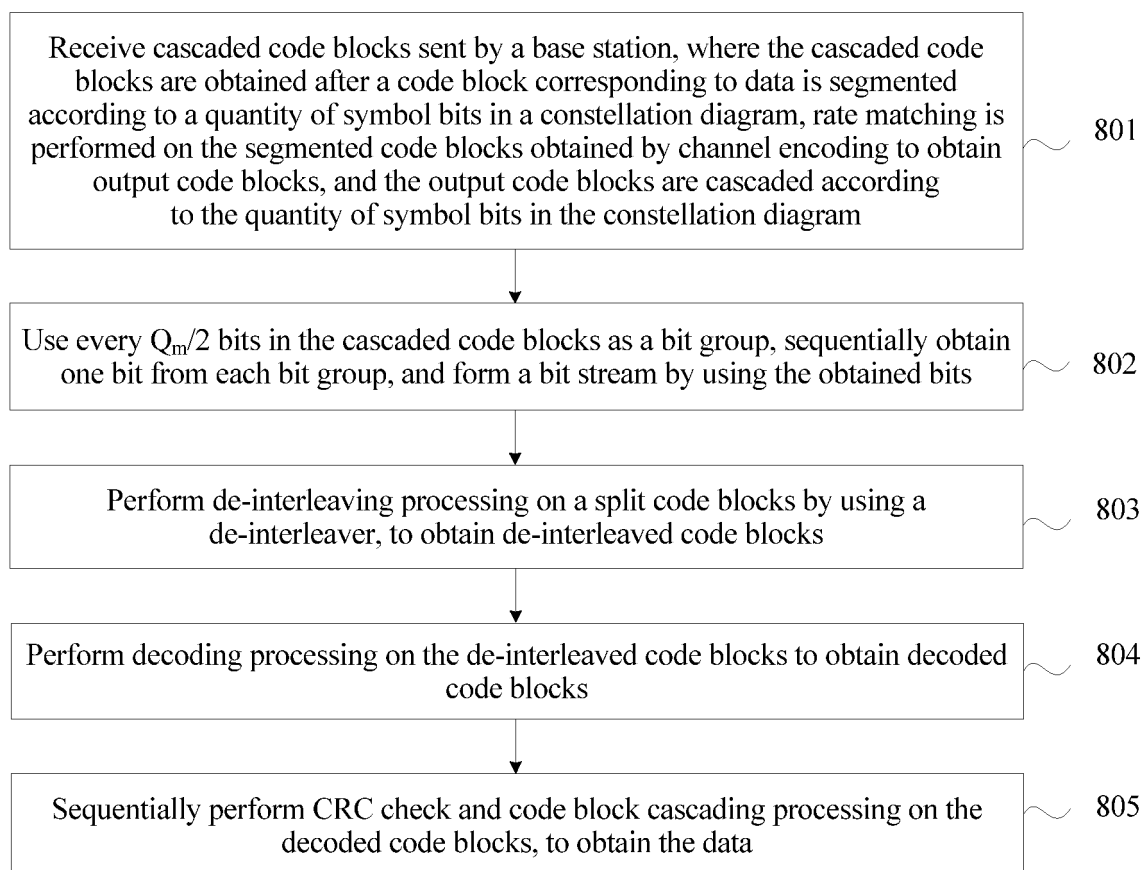 Receive cascaded code blocks sent by a base station, where the cascaded code
blocks are obtained after a code block corresponding to data is segmented
according to a quantity of symbol bits in a constellation diagram, rate matching is
performed on the segmented code blocks obtained by channel encoding to obtain
output code blocks, and the output code blocks are cascaded according
to the quantity of symbol bits in the constellation diagram
801
Use every Qm/2 bits in the cascaded code blocks as a bit group, sequentially obtain
one bit from each bit group, and form a bit stream by using the obtained bits
802
Perform de-interleaving processing on a split code blocks by using a
de-interleaver, to obtain de-interleaved code blocks
803
Perform decoding processing on the de-interleaved code blocks to obtain decoded
code blocks
804
Sequentially perform CRC check and code block cascading processing on the
decoded code blocks, to obtain the data
805